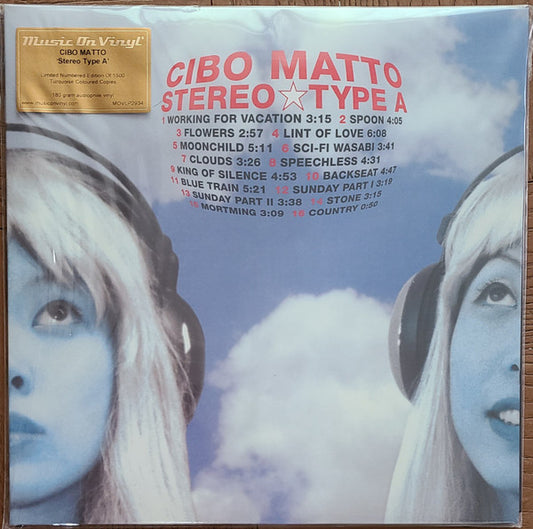 Music On Vinyl
CIBO MATTO
'Stereo Type A'
Limited Numbered Edition Of 1500
Turquoise Coloured Copies
180 gram audiophile vinyl
www.musiconvinyl.com MOVLP2934
CIBO MATTO
STEREO☆TYPE A
1 WORKING FOR VACATION 3:15 2 SPOON 4:05
3 FLOWERS 2:57 4 LINT OF LOVE 6:08
5 MOONCHILD 5:11 6 SCI-FI WASABI 3:41
7 CLOUDS 3:26 8 SPEECHLESS 4:31
9 KING OF SILENCE 4:53 10 BACKSEAT 4:47
11 BLUE TRAIN 5:21 12 SUNDAY PART I 3:19
13 SUNDAY PART II 3:38 14 STONE 3:15
15 MORTMING 3:09 16 COUNTRY 0:50